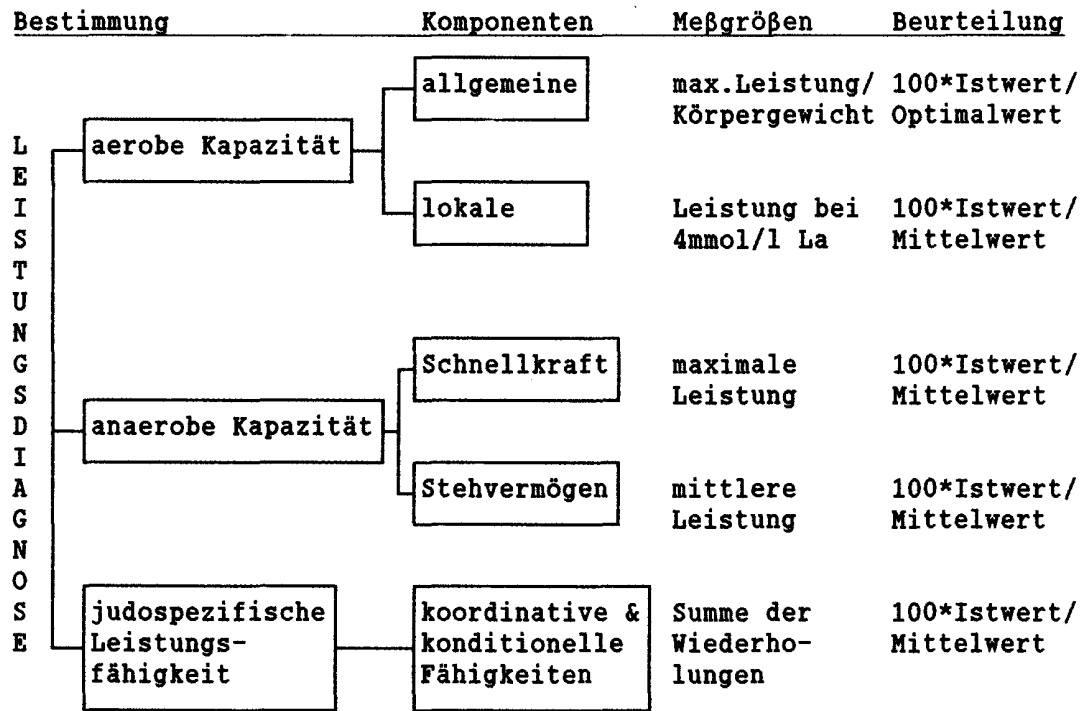 Bestimmung Komponenten Meßgrößen Beurteilung
allgemeine max.Leistung/ 100*Istwert/
Körpergewicht Optimalwert
aerobe Kapazität
lokale Leistung bei 100*Istwert/
4mmol/l La Mittelwert
LEISTUNGSDIAGNOSE
Schnellkraft maximale 100*Istwert/
Leistung Mittelwert
anaerobe Kapazität
Stehvermögen mittlere 100*Istwert/
Leistung Mittelwert
judospezifische koordinative & Summe der 100*Istwert/
Leistungs- konditionelle Wiederho- Mittelwert
fähigkeit Fähigkeiten lungen